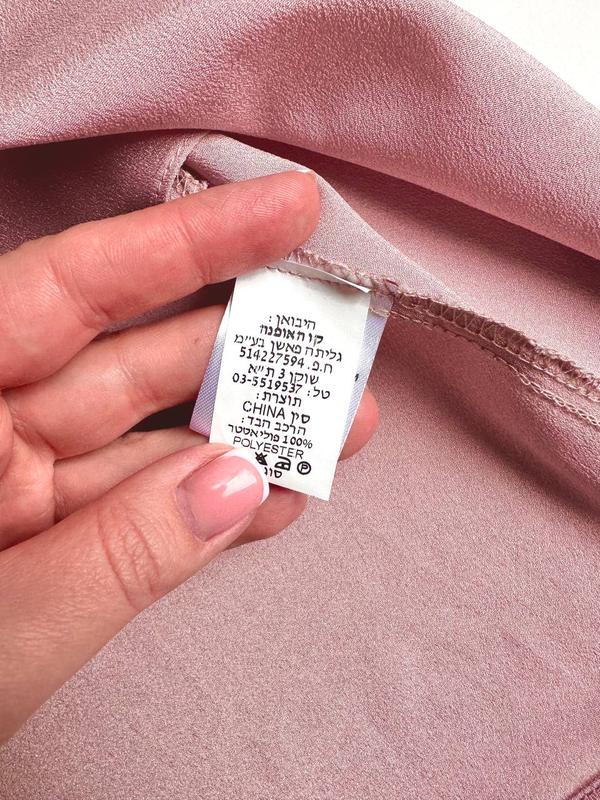 היבואן:
קו האופנה
גליתה פאשן בע"מ
ח.פ. 514227594
שוקן 3 ת"א
טל: 03-5519537
תוצרת:
סין CHINA
הרכב הבד:
100% פוליאסטר
POLYESTER
P